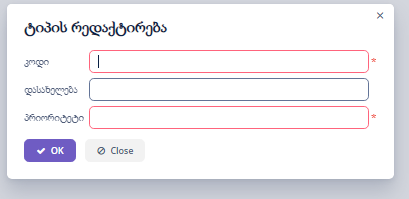 ×
ტიპის რედაქტირება
კოდი *
დასახელება
პრიორიტეტი *
OK Close